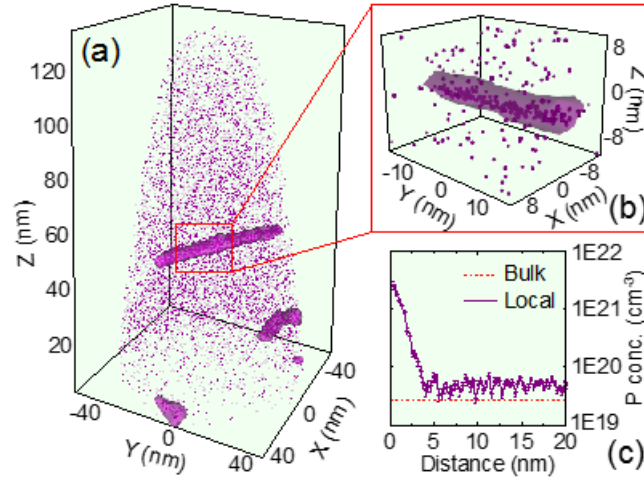 (a)
120
100
80
60
40
20
Z (nm)
-40
0
40
Y (nm)
40
0
-40
X (nm)
8
0
-8
Z (nm)
-10
0
10
Y (nm)
8
0
-8
X (nm)
(b)
Bulk
Local
1E22
1E21
1E20
1E19
P conc. (cm-3)
0
5
10
15
20
Distance (nm)
(c)